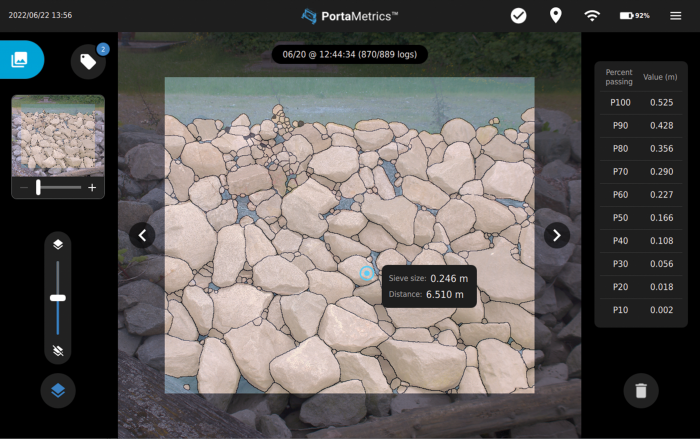 2022/06/22 13:56
PortaMetrics™
92%
2
06/20 @ 12:44:34 (870/889 logs)
Percent passing Value (m)
P100 0.525
P90 0.428
P80 0.356
P70 0.290
P60 0.227
P50 0.166
P40 0.108
P30 0.056
P20 0.018
P10 0.002
Sieve size: 0.246 m
Distance: 6.510 m